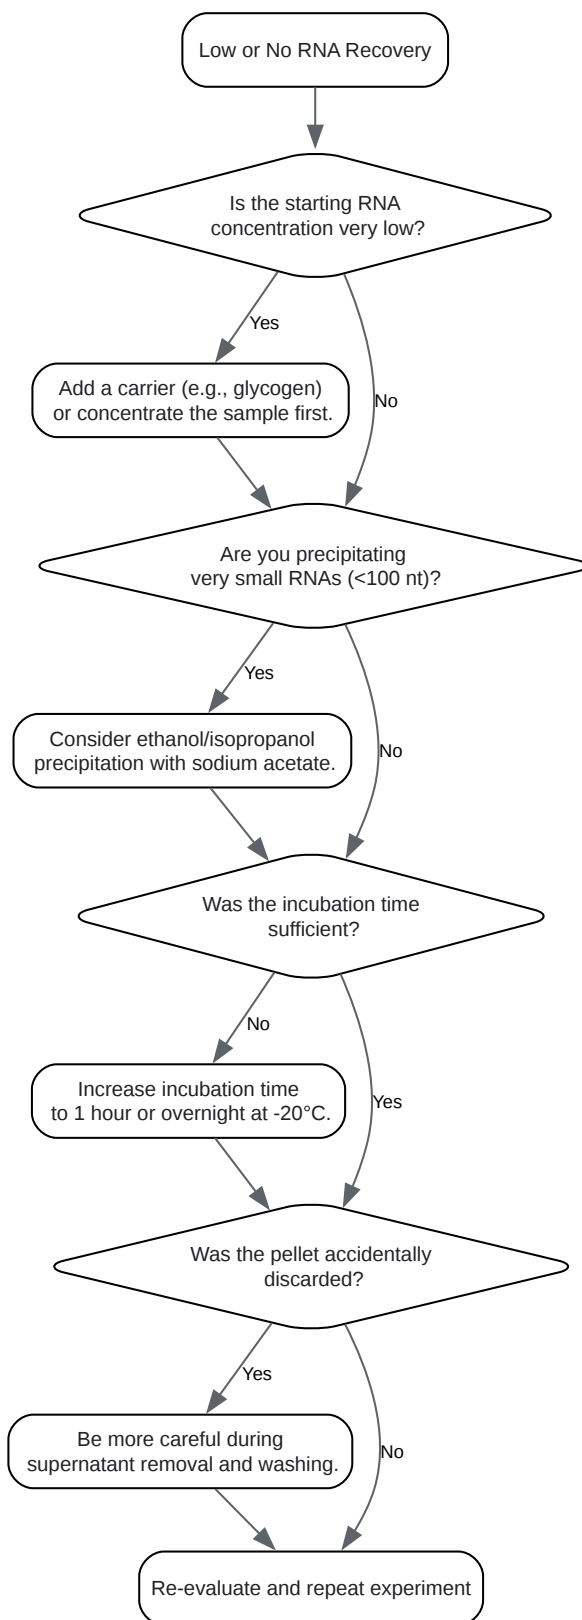 Low or No RNA Recovery
Is the starting RNA
concentration very low?
Yes
Add a carrier (e.g., glycogen)
or concentrate the sample first.
No
Are you precipitating
very small RNAs (<100 nt)?
Yes
Consider ethanol/isopropanol
precipitation with sodium acetate.
No
Was the incubation time
sufficient?
No
Increase incubation time
to 1 hour or overnight at -20°C.
Yes
Was the pellet accidentally
discarded?
Yes
Be more careful during
supernatant removal and washing.
No
Re-evaluate and repeat experiment